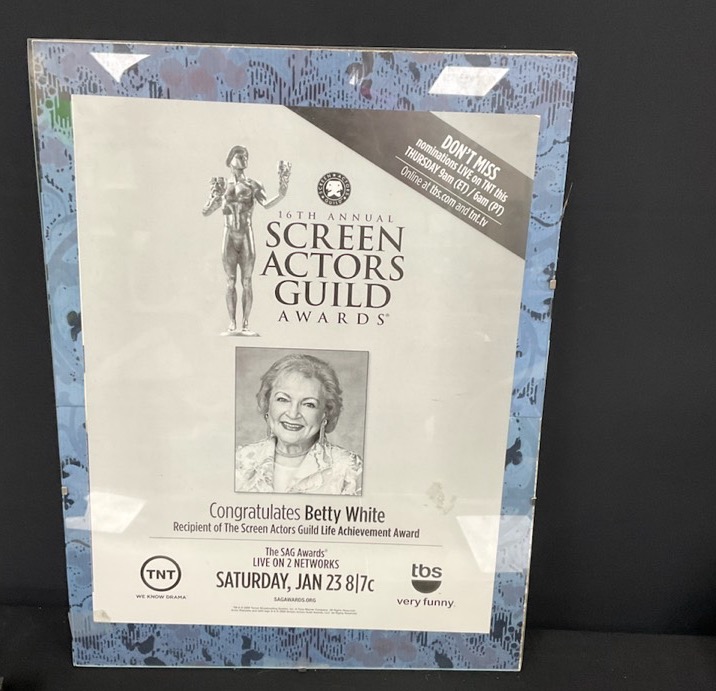 DON'T MISS
nominations LIVE on TNT this
THURSDAY 9am (ET) / 6am (PT)
Online at tbs.com and tnt.tv
SCREEN ACTORS GUILD
16TH ANNUAL
SCREEN
ACTORS
GUILD
AWARDS®
Congratulates Betty White
Recipient of The Screen Actors Guild Life Achievement Award
The SAG Awards®
LIVE ON 2 NETWORKS
SATURDAY, JAN 23 8|7c
SAGAWARDS.ORG
TNT
WE KNOW DRAMA
tbs
very funny